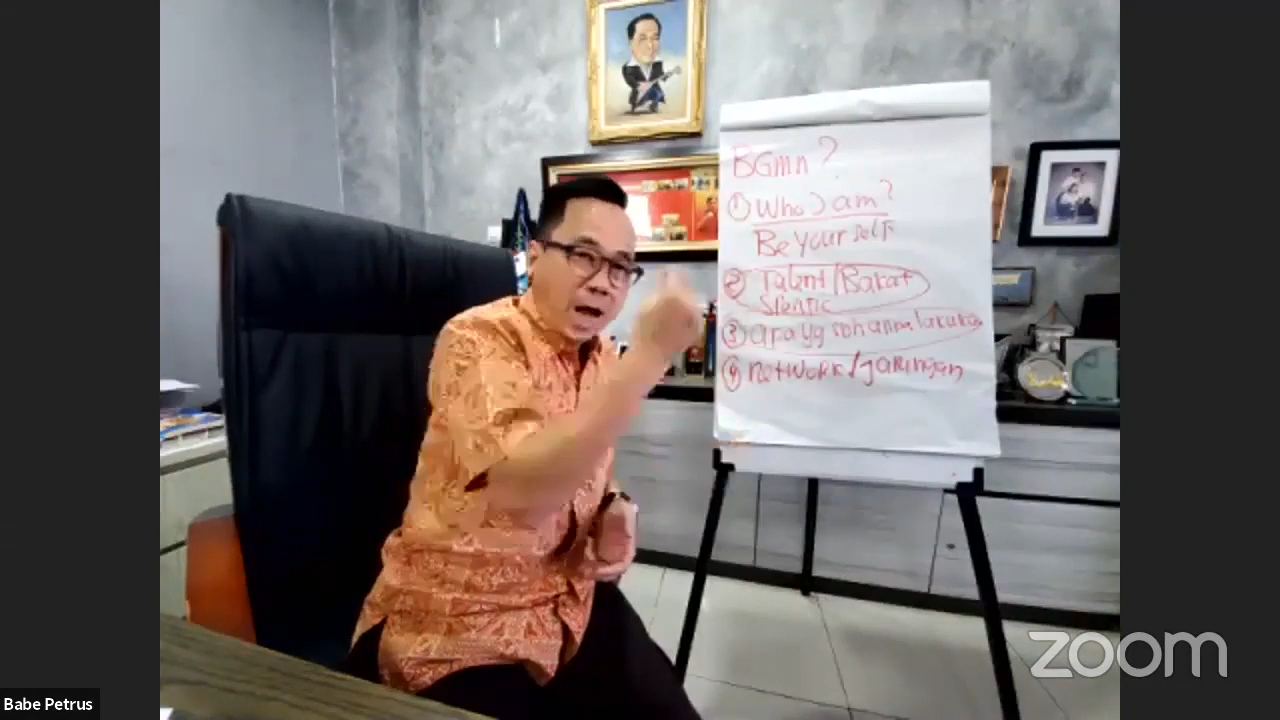 BGmn?
① Who I am?
Be Your self
② Talent/Bakat
③ apa yg
④ network/jaringan
zoom
Babe Petrus